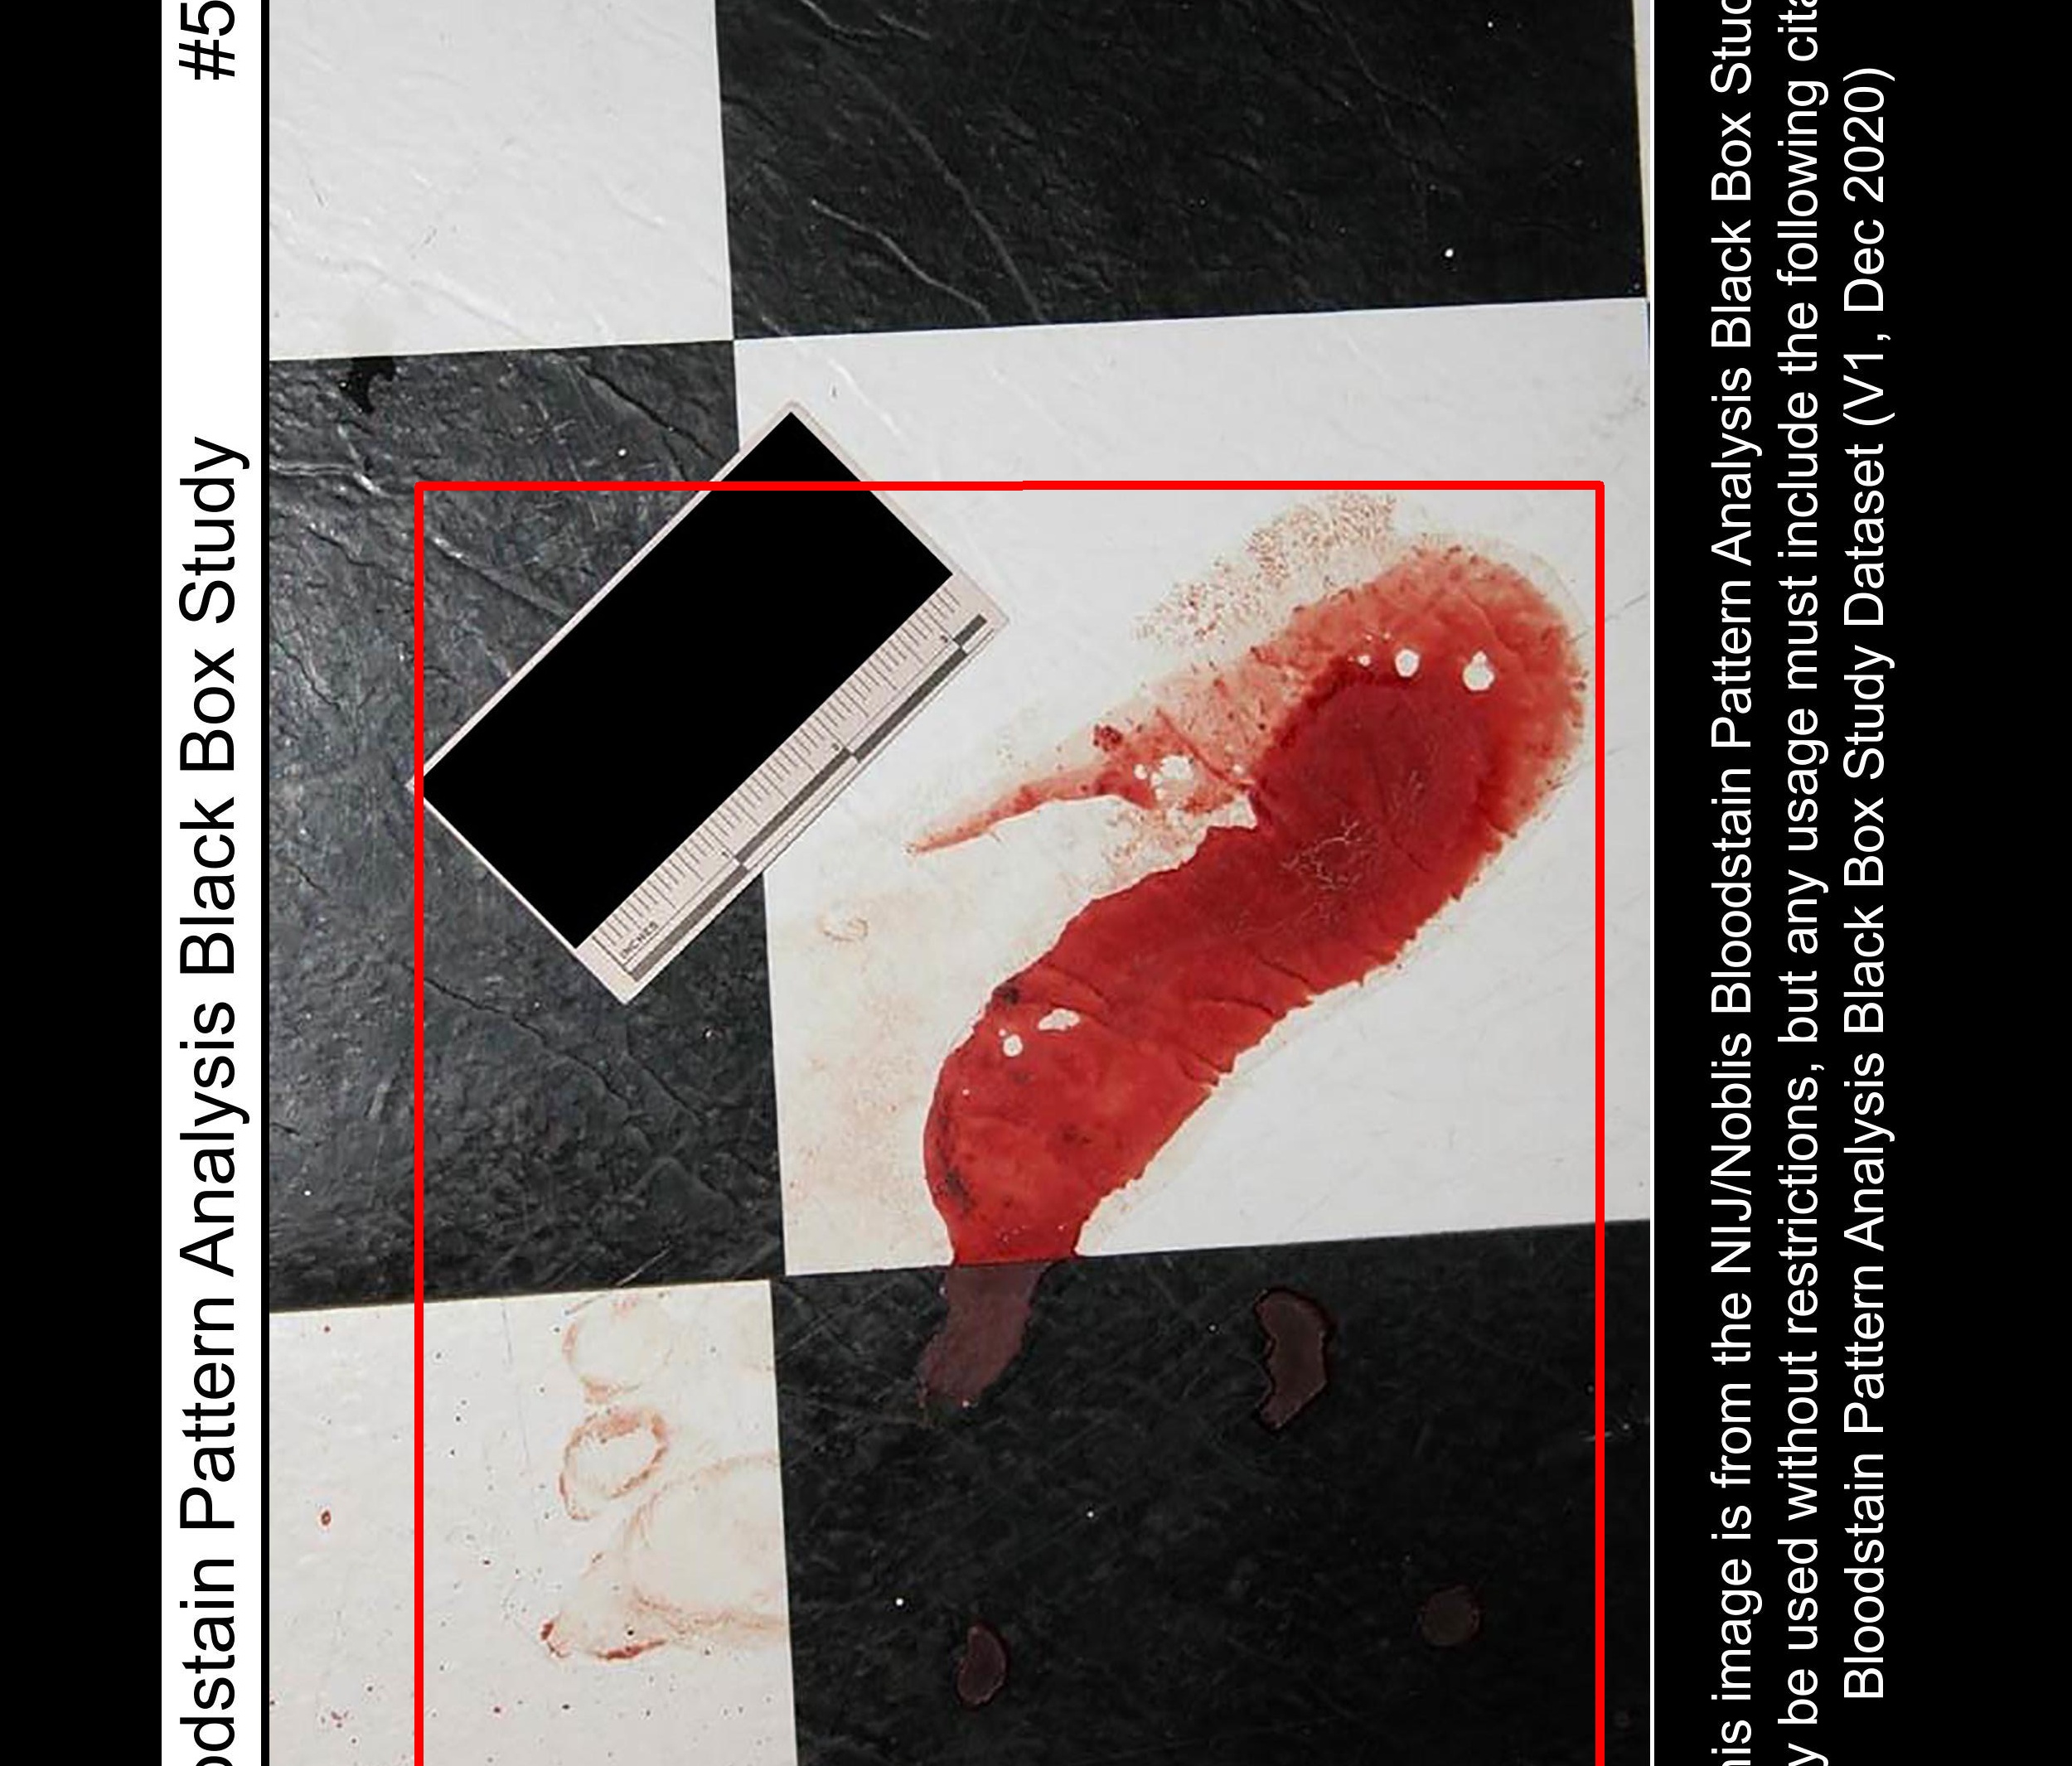 odstain Pattern Analysis Black Box Study #5
INCHES
his image is from the NIJ/Noblis Bloodstain Pattern Analysis Black Box Stud
y be used without restrictions, but any usage must include the following cita
Bloodstain Pattern Analysis Black Box Study Dataset (V1, Dec 2020)